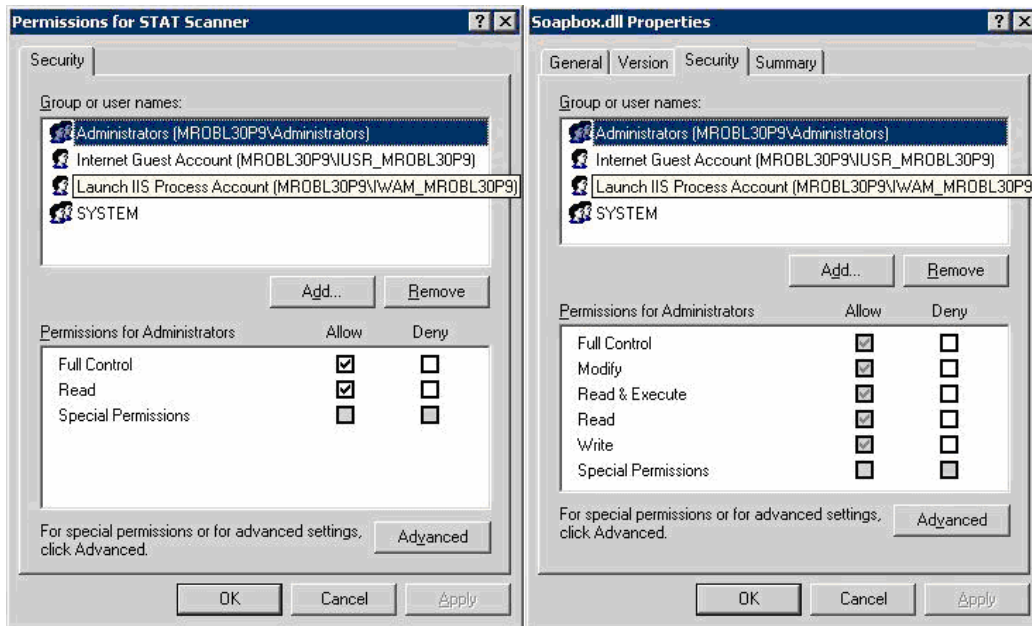 Permissions for STAT Scanner
Security
Group or user names:
Administrators (MROBL30P9\Administrators)
Internet Guest Account (MROBL30P9\IUSR_MROBL30P9)
Launch IIS Process Account (MROBL30P9\IWAM_MROBL30P9)
SYSTEM
Add...
Remove
Permissions for Administrators
Allow
Deny
Full Control
Read
Special Permissions
For special permissions or for advanced settings,
click Advanced.
Advanced
OK
Cancel
Apply
Soapbox.dll Properties
General
Version
Security
Summary
Group or user names:
Administrators (MROBL30P9\Administrators)
Internet Guest Account (MROBL30P9\IUSR_MROBL30P9)
Launch IIS Process Account (MROBL30P9\IWAM_MROBL30P9
SYSTEM
Add...
Remove
Permissions for Administrators
Allow
Deny
Full Control
Modify
Read & Execute
Read
Write
Special Permissions
For special permissions or for advanced settings,
click Advanced.
Advanced
OK
Cancel
Apply